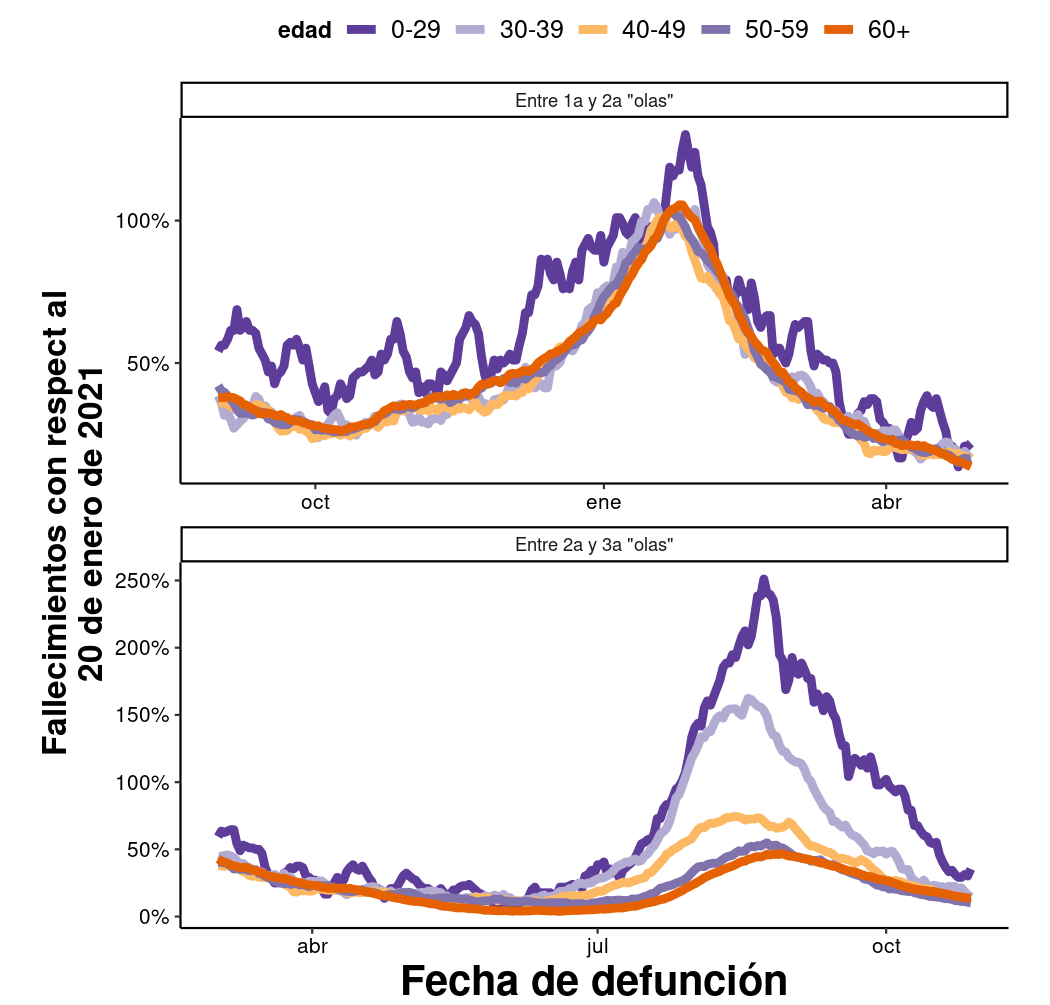 edad 0-29 30-39 40-49 50-59 60+
Entre 1a y 2a "olas"
100%
50%
oct ene abr
Entre 2a y 3a "olas"
250%
200%
150%
100%
50%
0%
abr jul oct
Fallecimientos con respect al
20 de enero de 2021
Fecha de defunción